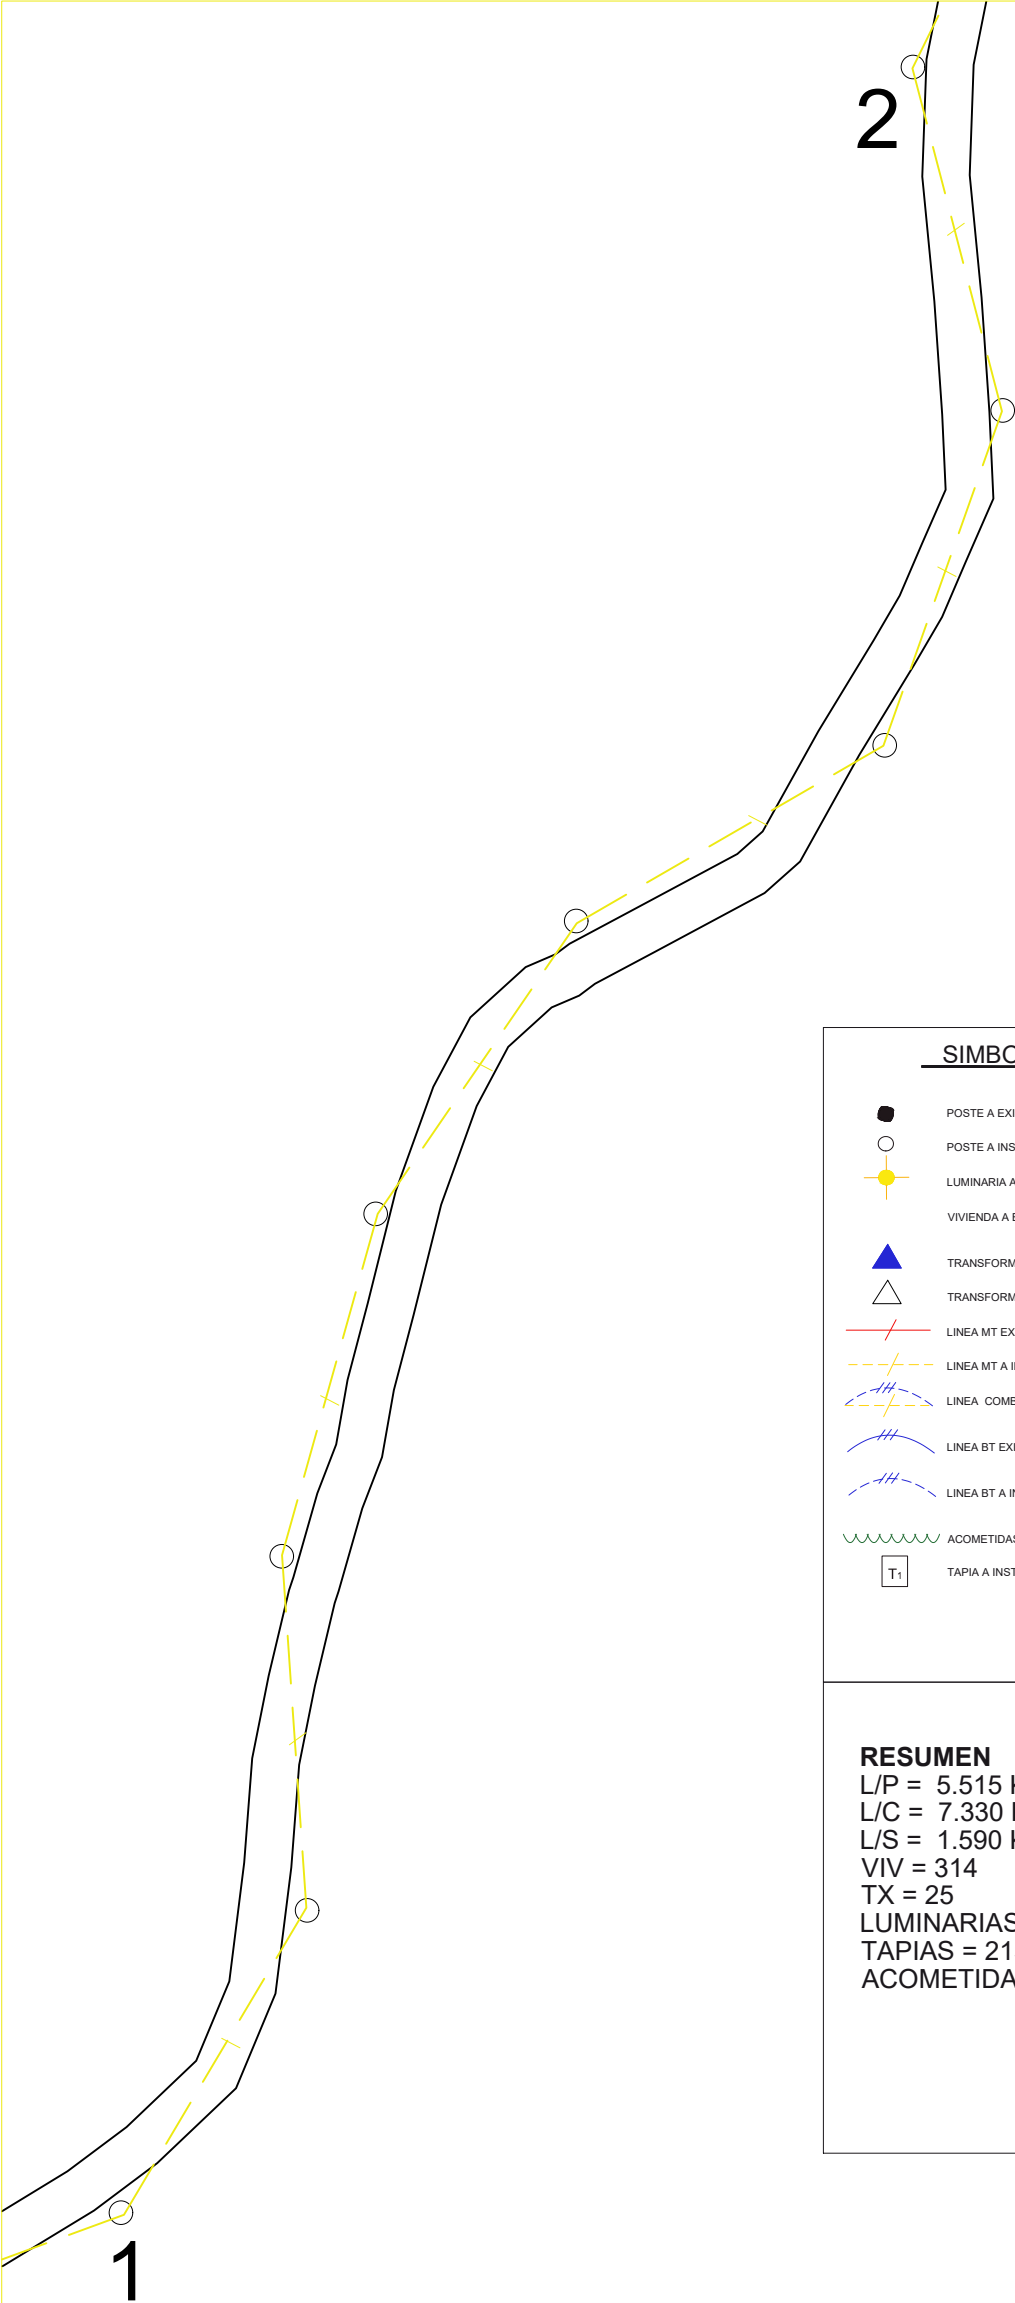 2
SIMBO
POSTE A EXI
POSTE A INS
LUMINARIA A
VIVIENDA A E
TRANSFORM
TRANSFORM
LINEA MT EX
LINEA MT A I
LINEA COMB
LINEA BT EXI
LINEA BT A IN
ACOMETIDAS
T1 TAPIA A INST
RESUMEN
L/P = 5.515 K
L/C = 7.330 K
L/S = 1.590 K
VIV = 314
TX = 25
LUMINARIAS
TAPIAS = 21
ACOMETIDA
1